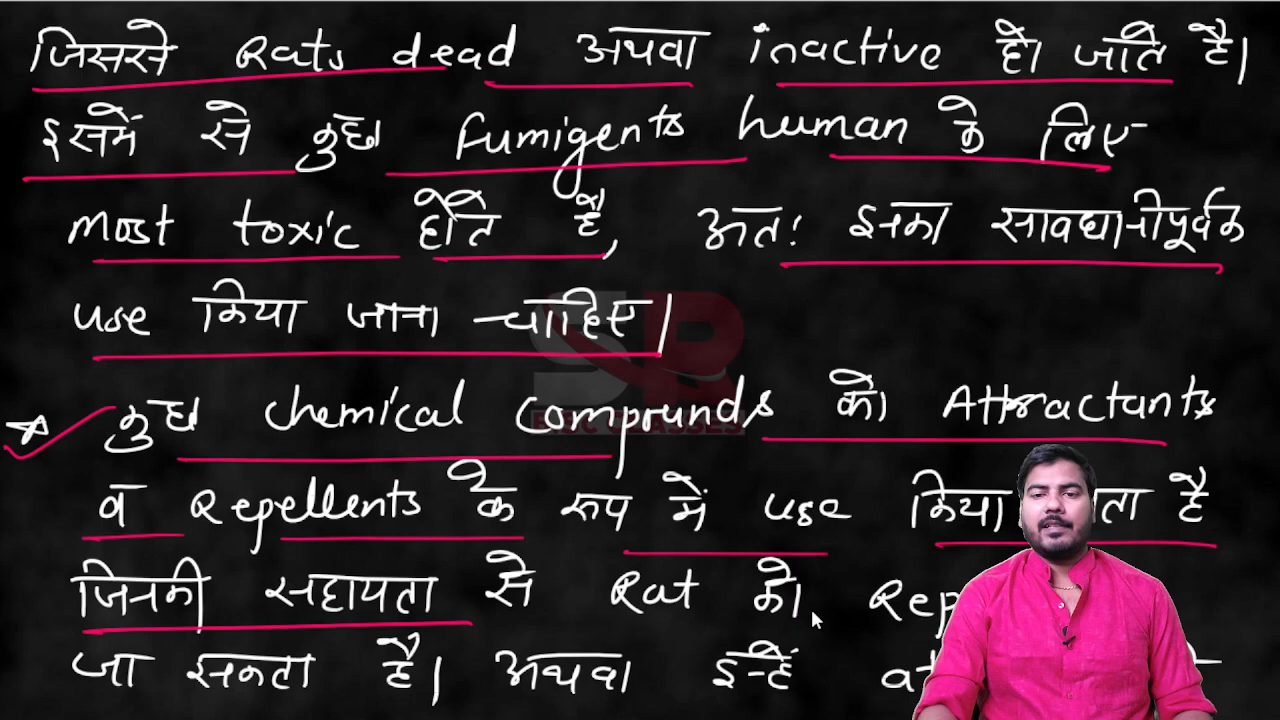 जिससे Rats dead अथवा inactive हो जाते है।
इसमें से कुछ Fumigents human के लिए
most toxic होते है, अतः इनका सावधानीपूर्वक
use किया जाना चाहिए।
कुछ chemical compounds को Attractants
व Repellents के रूप में use किया है
जिनकी सहायता से Rat को
जा सकता है। अथवा इन्हें